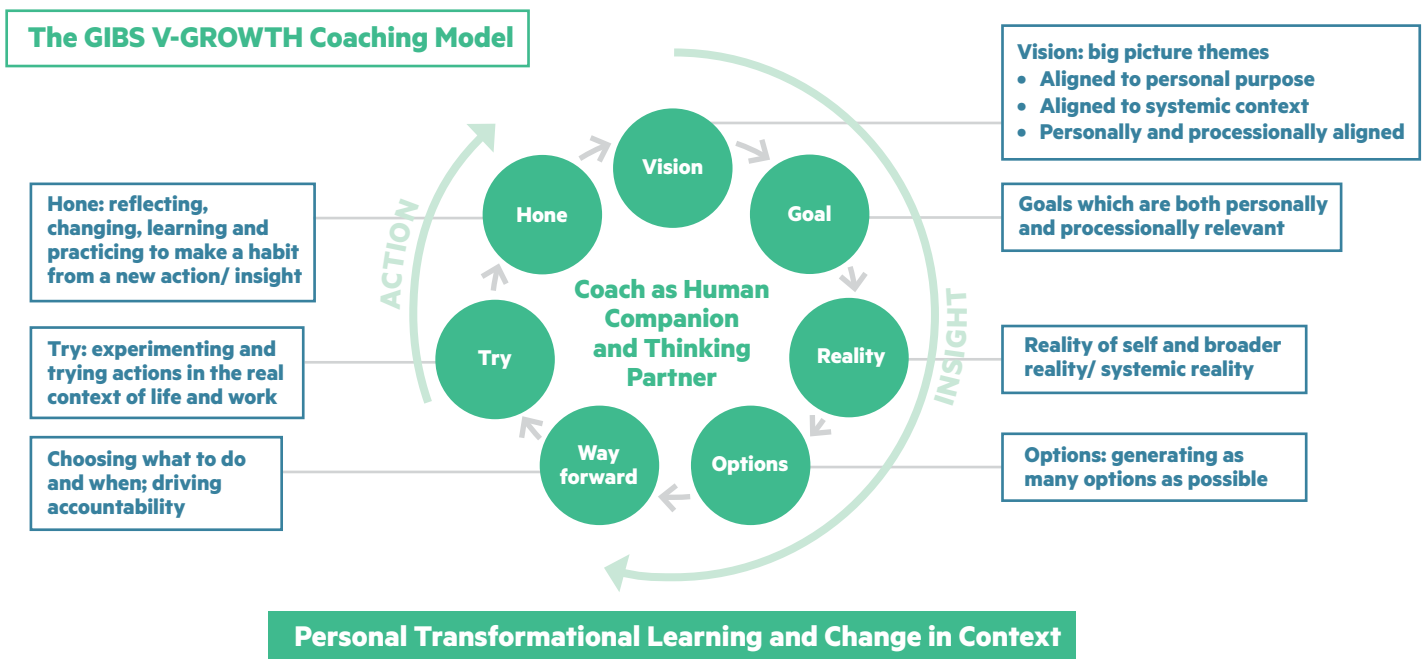 The GIBS V-GROWTH Coaching Model
Vision: big picture themes
• Aligned to personal purpose
• Aligned to systemic context
• Personally and processionally aligned
Goals which are both personally
and processionally relevant
Reality of self and broader
reality/ systemic reality
Options: generating as
many options as possible
Hone: reflecting,
changing, learning and
practicing to make a habit
from a new action/ insight
Try: experimenting and
trying actions in the real
context of life and work
Choosing what to do
and when; driving
accountability
Vision
Goal
Reality
Options
Way
forward
Try
Hone
Coach as Human
Companion
and Thinking
Partner
ACTION
INSIGHT
Personal Transformational Learning and Change in Context